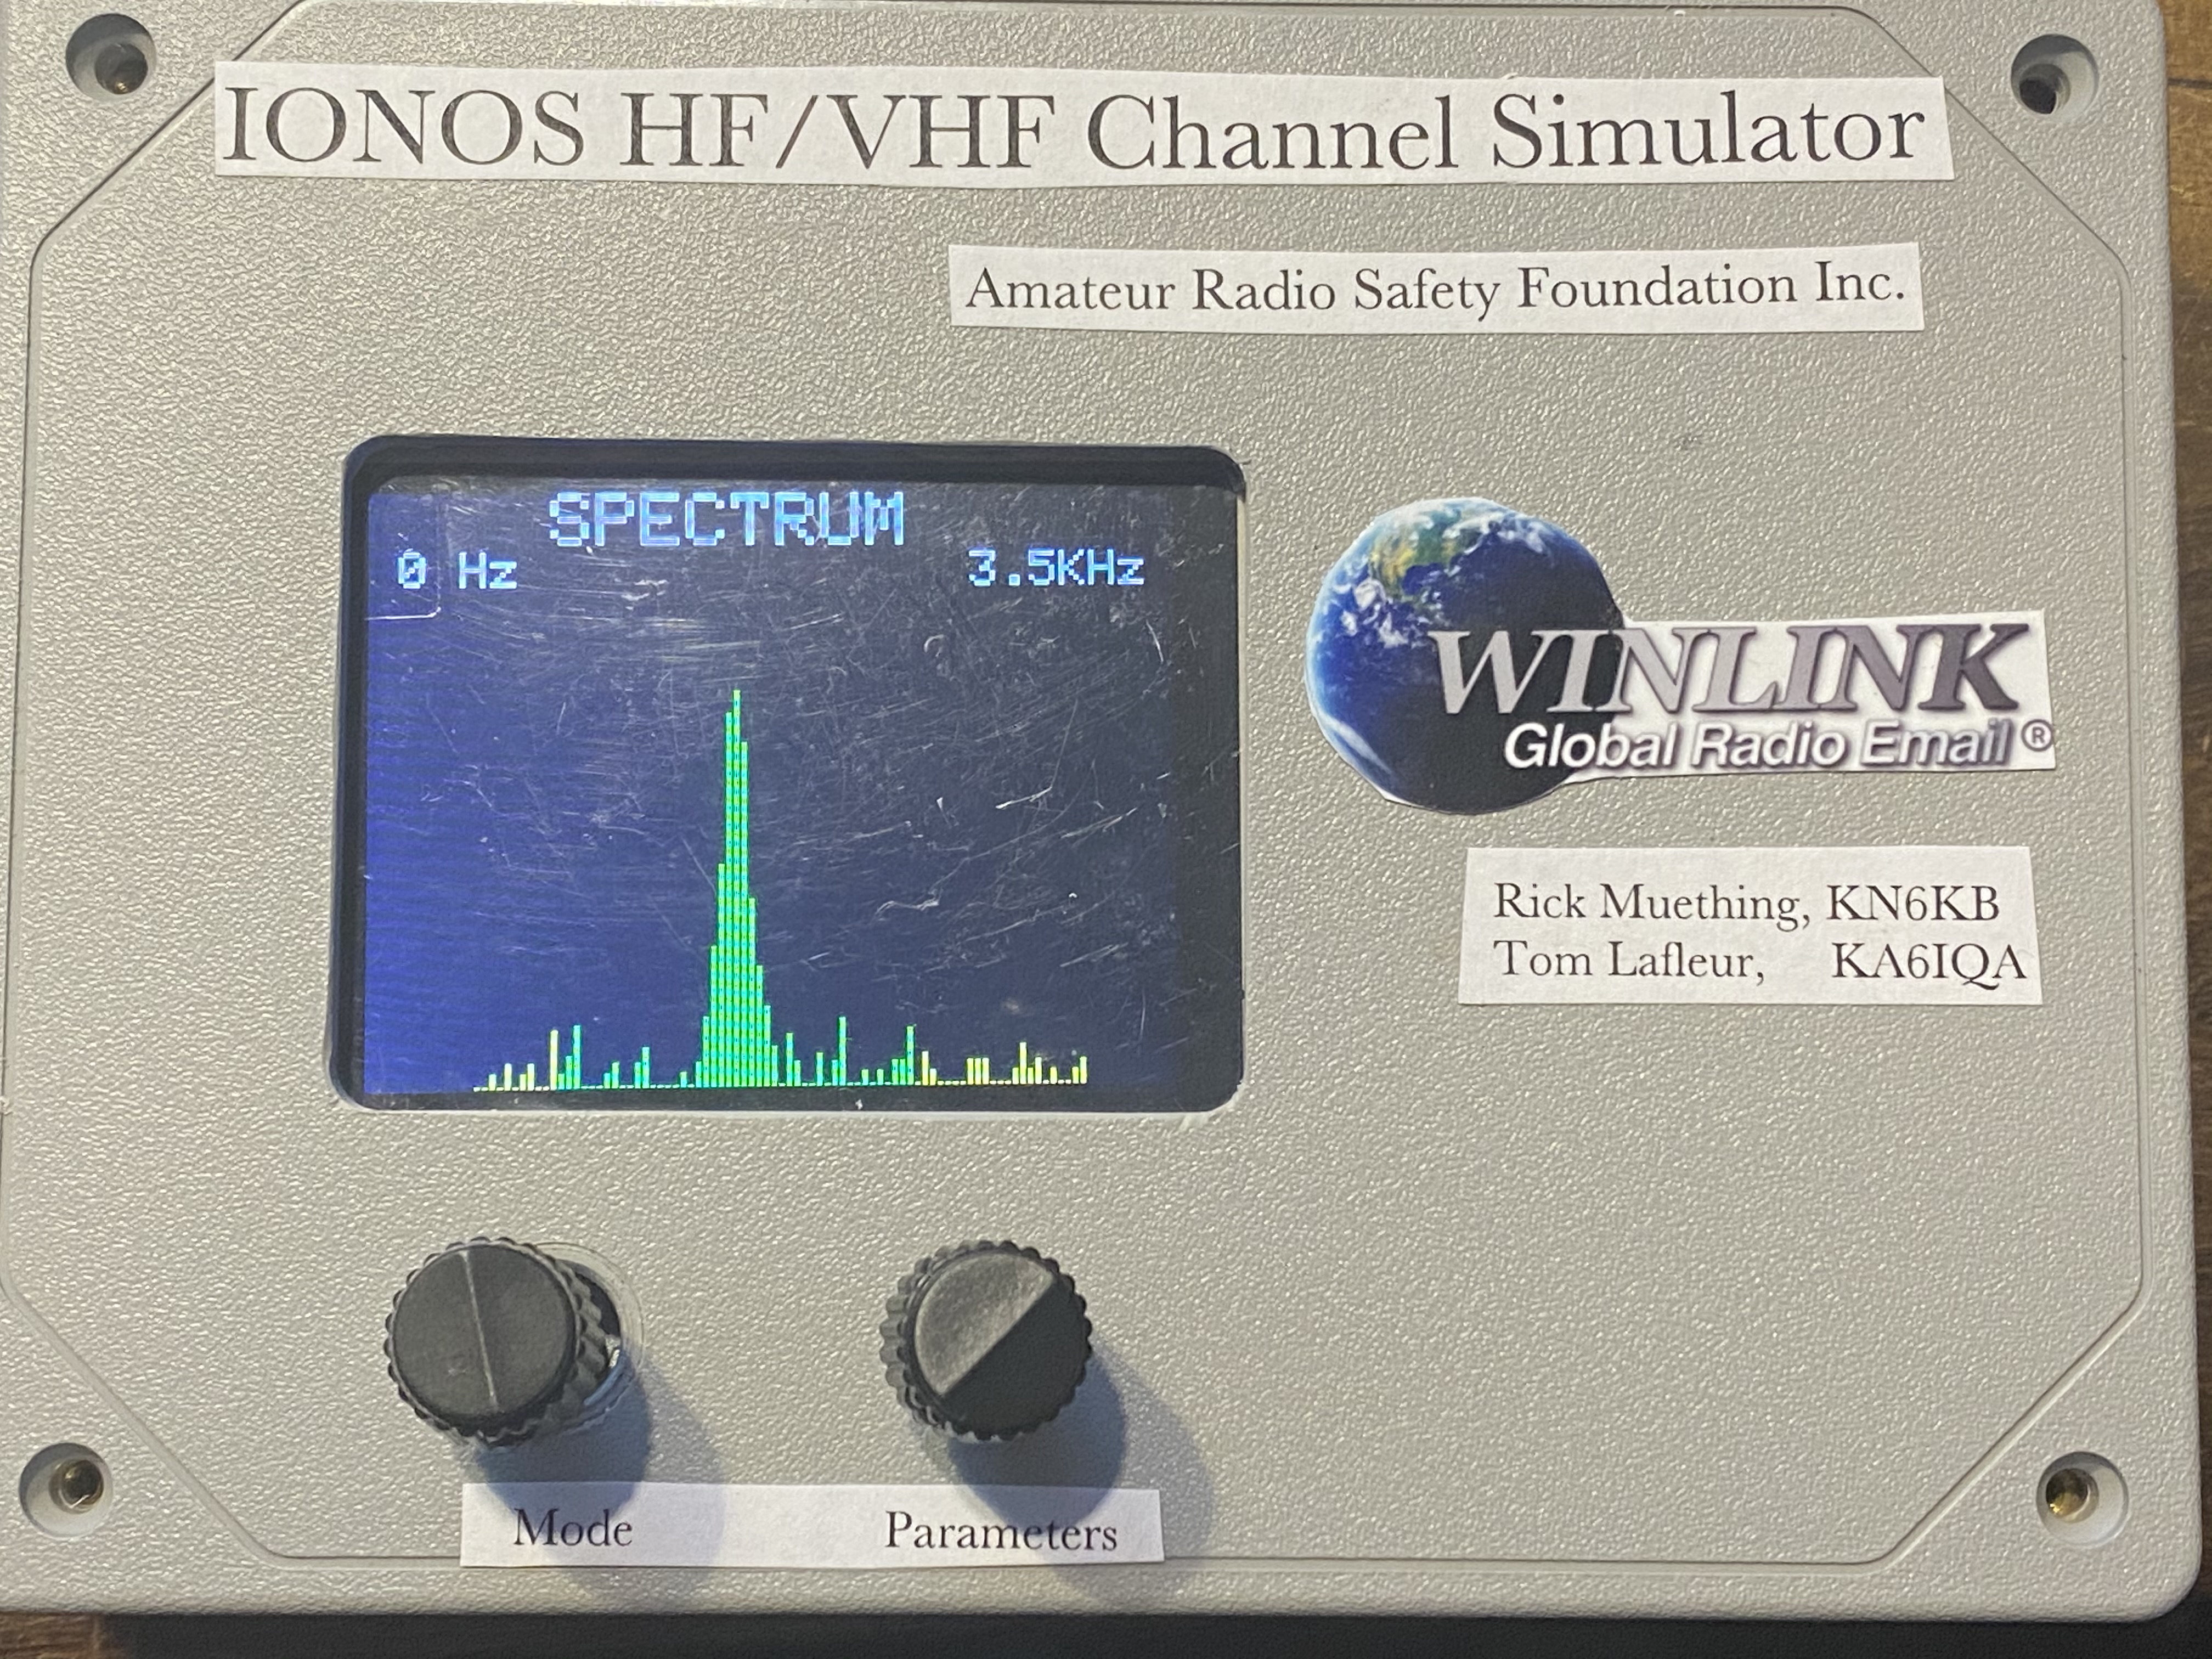 IONOS HF/VHF Channel Simulator
Amateur Radio Safety Foundation Inc.
SPECTRUM
0 Hz 3.5KHz
WINLINK
Global Radio Email®
Rick Muething, KN6KB
Tom Lafleur, KA6IQA
Mode Parameters